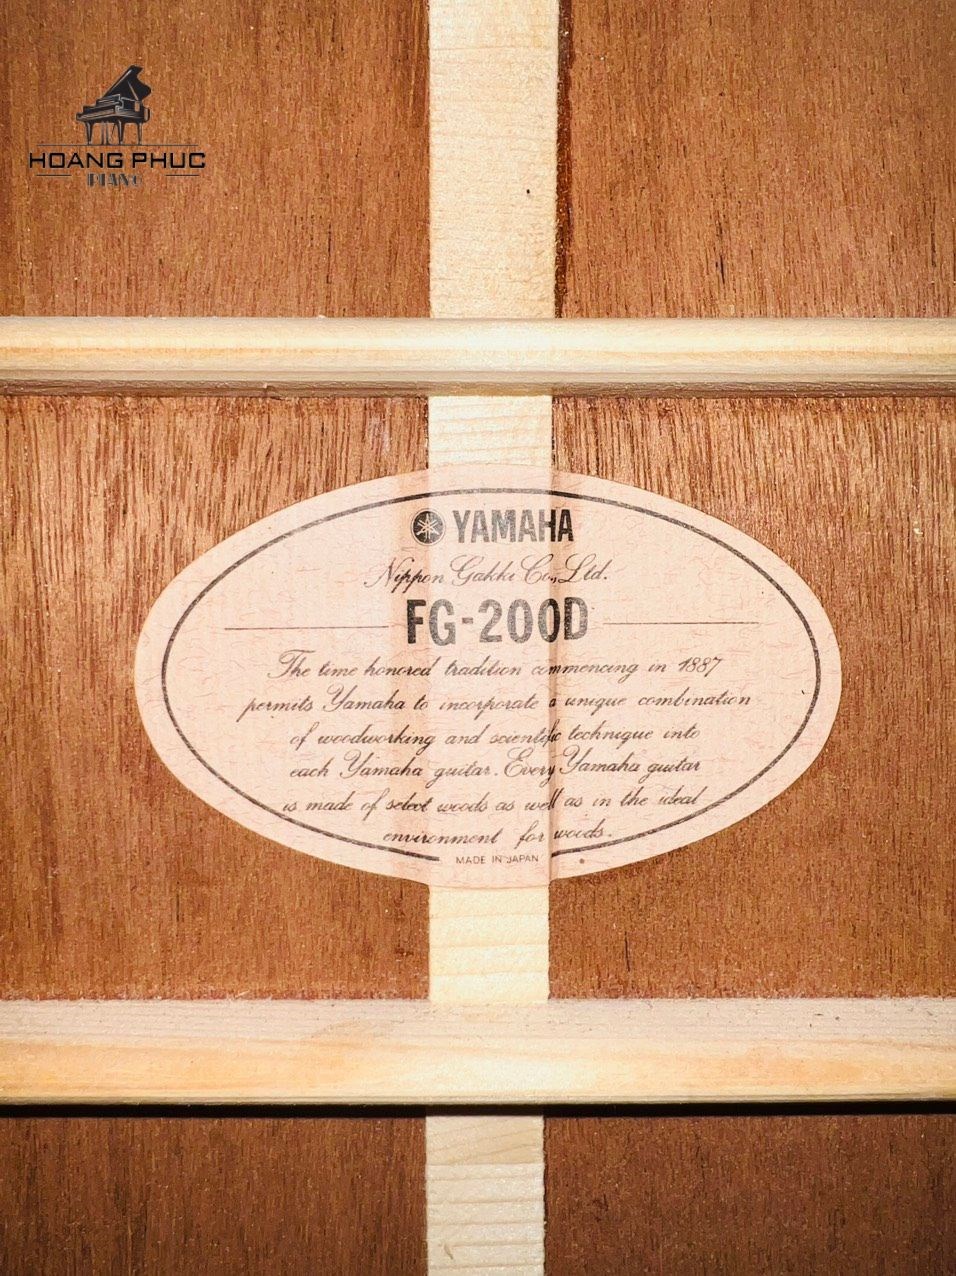 HOANG PHUC
PIANO
YAMAHA
Nippon Gakki Co., Ltd.
FG-200D
The time honored tradition commencing in 1887
permits Yamaha to incorporate a unique combination
of woodworking and scientific technique into
each Yamaha guitar. Every Yamaha guitar
is made of select woods as well as in the ideal
environment for woods.
MADE IN JAPAN